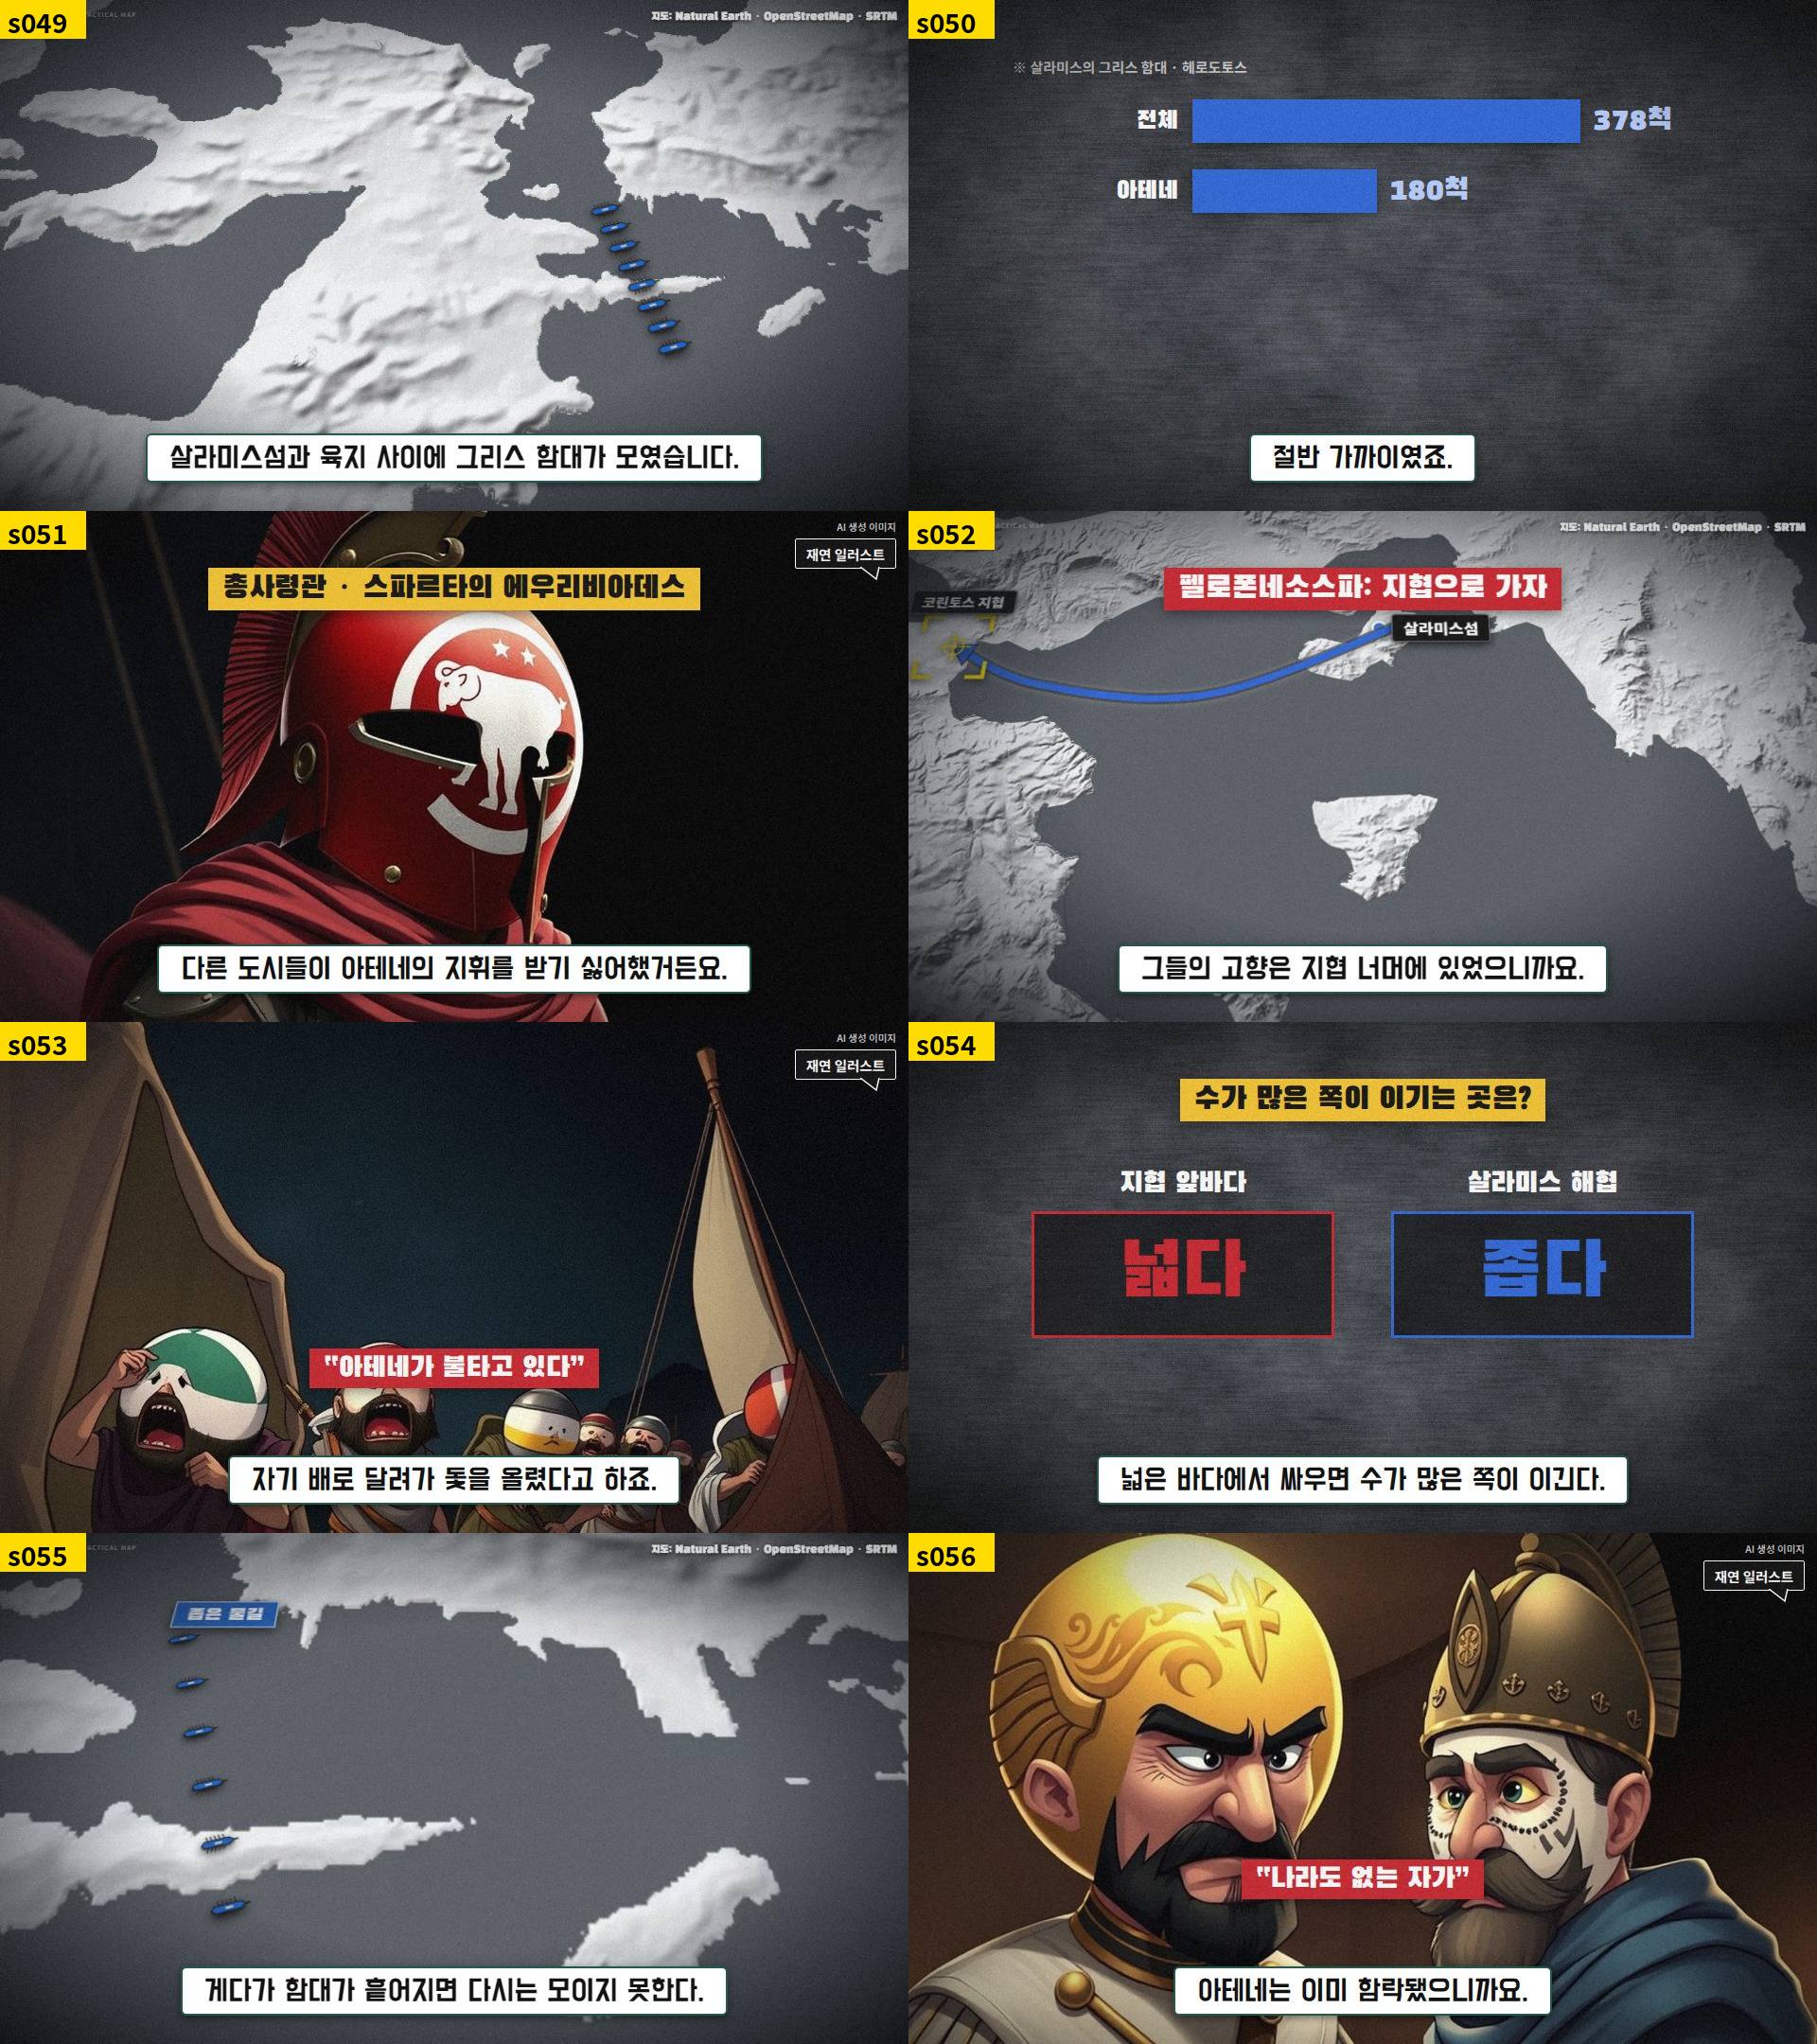 s049
TACTICAL MAP
지도: Natural Earth · OpenStreetMap · SRTM
살라미스섬과 육지 사이에 그리스 함대가 모였습니다.
s050
※ 살라미스의 그리스 함대 · 헤로도토스
전체
378척
아테네
180척
절반 가까이였죠.
s051
AI 생성 이미지
재연 일러스트
총사령관 · 스파르타의 에우리비아데스
다른 도시들이 아테네의 지휘를 받기 싫어했거든요.
s052
지도: Natural Earth · OpenStreetMap · SRTM
펠로폰네소스파: 지협으로 가자
코린토스 지협
살라미스섬
그들의 고향은 지협 너머에 있었으니까요.
s053
AI 생성 이미지
재연 일러스트
"아테네가 불타고 있다"
자기 배로 달려가 돛을 올렸다고 하죠.
s054
수가 많은 쪽이 이기는 곳은?
지협 앞바다
살라미스 해협
넓다
좁다
넓은 바다에서 싸우면 수가 많은 쪽이 이긴다.
s055
지도: Natural Earth · OpenStreetMap · SRTM
좁은 물길
게다가 함대가 흩어지면 다시는 모이지 못한다.
s056
AI 생성 이미지
재연 일러스트
"나라도 없는 자가"
아테네는 이미 함락됐으니까요.